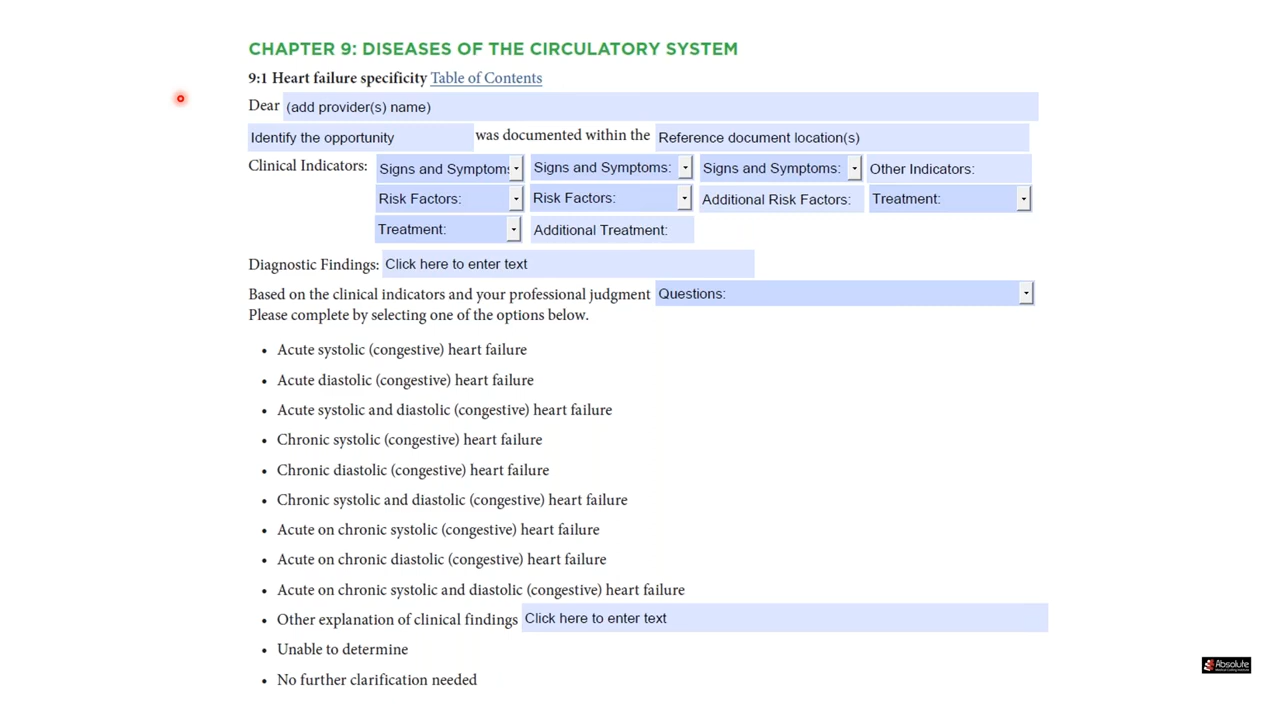 CHAPTER 9: DISEASES OF THE CIRCULATORY SYSTEM
9:1 Heart failure specificity Table of Contents
Dear (add provider(s) name)
Identify the opportunity was documented within the Reference document location(s)
Clinical Indicators: Signs and Symptoms: Signs and Symptoms: Signs and Symptoms: Other Indicators:
Risk Factors: Risk Factors: Additional Risk Factors: Treatment:
Treatment: Additional Treatment:
Diagnostic Findings: Click here to enter text
Based on the clinical indicators and your professional judgment Questions:
Please complete by selecting one of the options below.
• Acute systolic (congestive) heart failure
• Acute diastolic (congestive) heart failure
• Acute systolic and diastolic (congestive) heart failure
• Chronic systolic (congestive) heart failure
• Chronic diastolic (congestive) heart failure
• Chronic systolic and diastolic (congestive) heart failure
• Acute on chronic systolic (congestive) heart failure
• Acute on chronic diastolic (congestive) heart failure
• Acute on chronic systolic and diastolic (congestive) heart failure
• Other explanation of clinical findings Click here to enter text
• Unable to determine
• No further clarification needed
Absolute